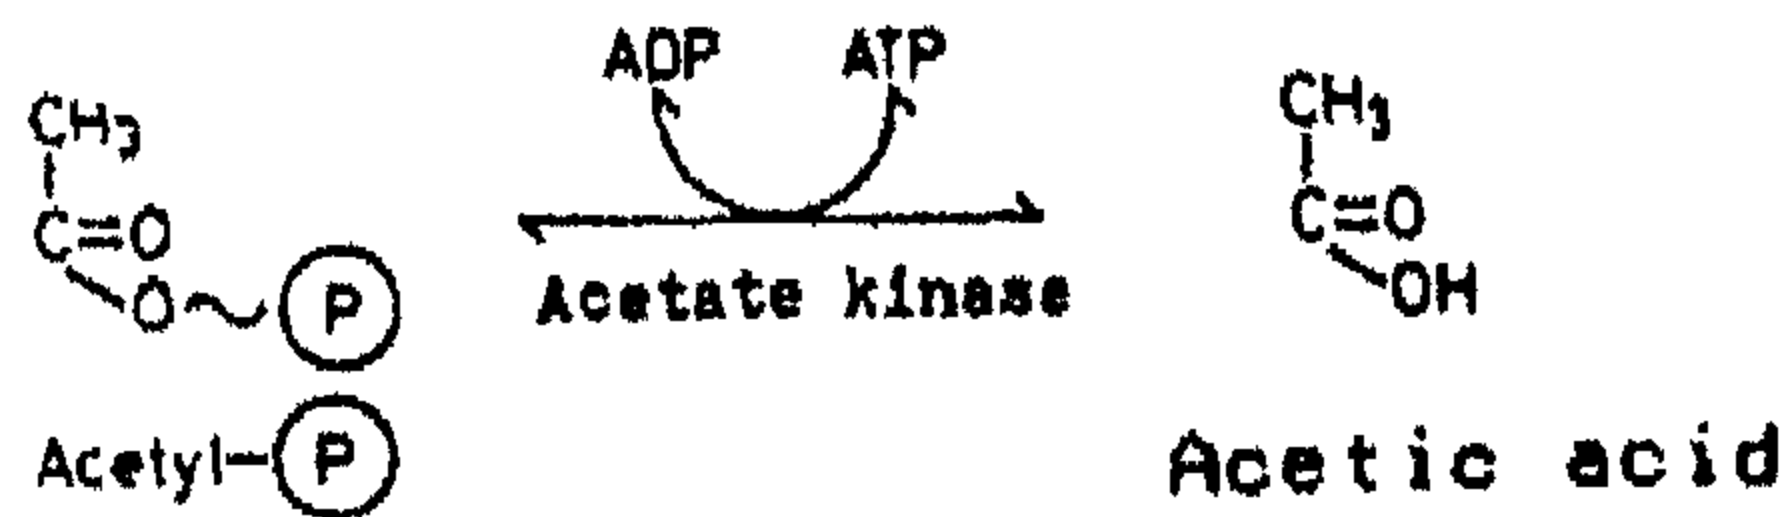 ADP ATP
CH3 CH3
C=O C=O
O~P OH
Acetate kinase
Acetyl-P Acetic acid